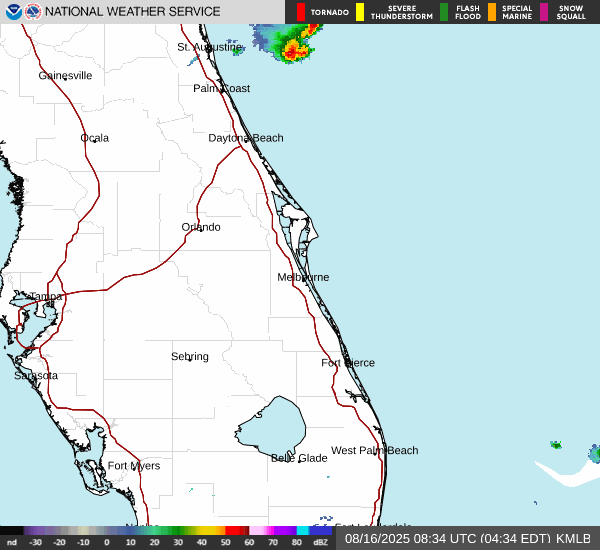 NATIONAL WEATHER SERVICE
TORNADO
SEVERE THUNDERSTORM
FLASH FLOOD
SPECIAL MARINE
SNOW SQUALL
St. Augustine
Gainesville
Palm Coast
Ocala
Daytona Beach
Orlando
Melbourne
Tampa
Sebring
Fort Pierce
Sarasota
West Palm Beach
Belle Glade
Fort Myers
nd -30 -20 -10 0 10 20 30 40 50 60 70 80 dBZ
08/16/2025 08:34 UTC (04:34 EDT) KMLB